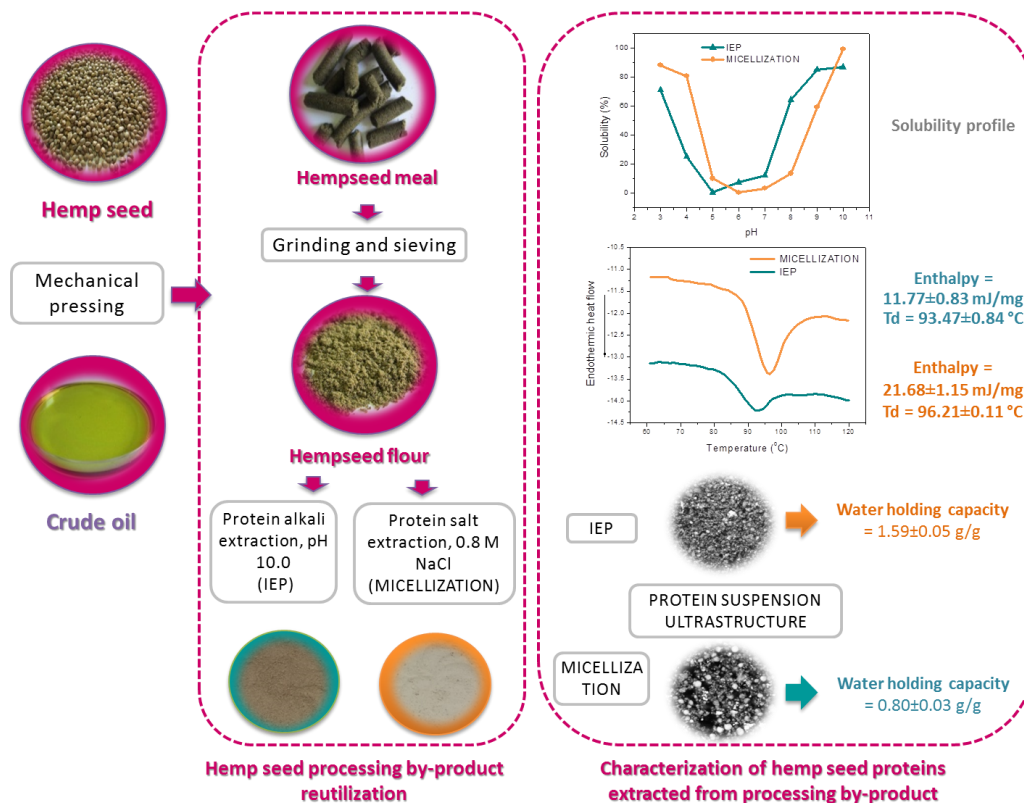 Hemp seed
Mechanical
pressing
Crude oil
Hempseed meal
Grinding and sieving
Hempseed flour
Protein alkali
extraction, pH
10.0
(IEP)
Protein salt
extraction, 0.8 M
NaCl
(MICELLIZATION)
Hemp seed processing by-product
reutilization
IEP
MICELLIZATION
100
80
60
40
20
0
Solubility (%)
2 3 4 5 6 7 8 9 10 11
pH
Solubility profile
MICELLIZATION
IEP
-10.5
-11.0
-11.5
-12.0
-12.5
-13.0
-13.5
-14.0
-14.5
Endothermic heat flow
60 70 80 90 100 110 120
Temperature (°C)
Enthalpy =
11.77±0.83 mJ/mg
Td = 93.47±0.84 °C
Enthalpy =
21.68±1.15 mJ/mg
Td = 96.21±0.11 °C
IEP
Water holding capacity
= 1.59±0.05 g/g
PROTEIN SUSPENSION
ULTRASTRUCTURE
MICELLIZA
TION
Water holding capacity
= 0.80±0.03 g/g
Characterization of hemp seed proteins
extracted from processing by-product